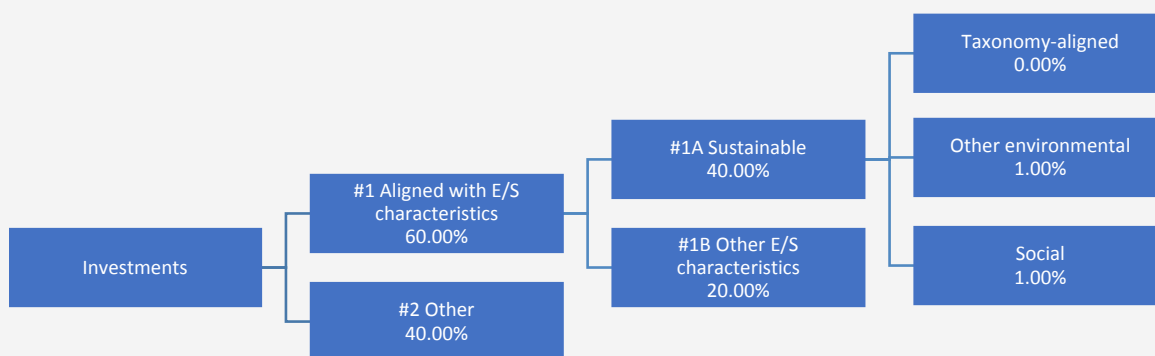 Investments
#1 Aligned with E/S
characteristics
60.00%
#2 Other
40.00%
#1A Sustainable
40.00%
#1B Other E/S
characteristics
20.00%
Taxonomy-aligned
0.00%
Other environmental
1.00%
Social
1.00%